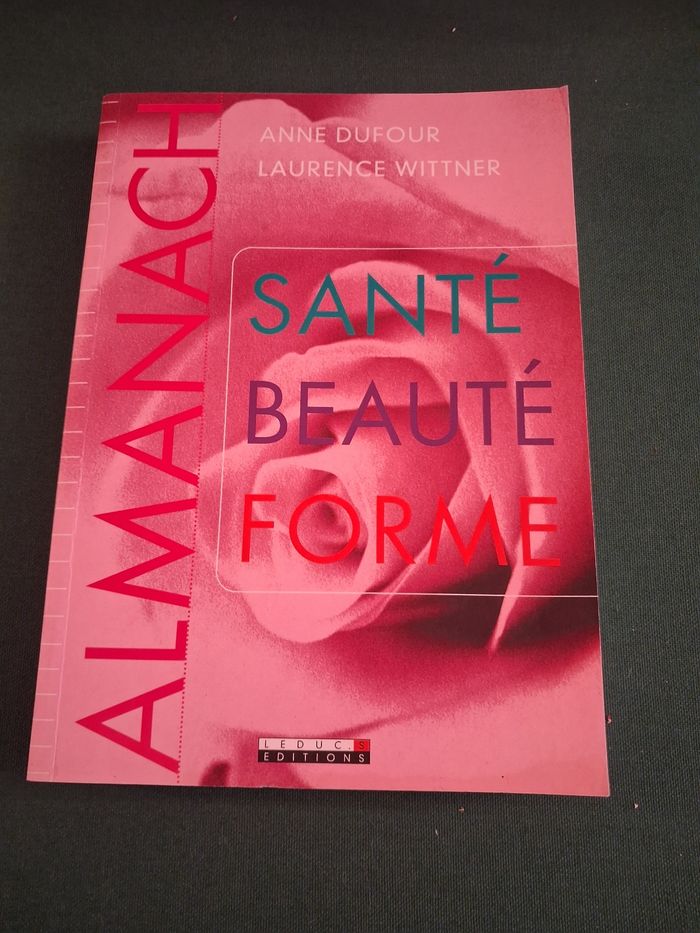 ALMANACH
ANNE DUFOUR
LAURENCE WITTNER
SANTÉ
BEAUTÉ
FORME
LEDUC.S
EDITIONS